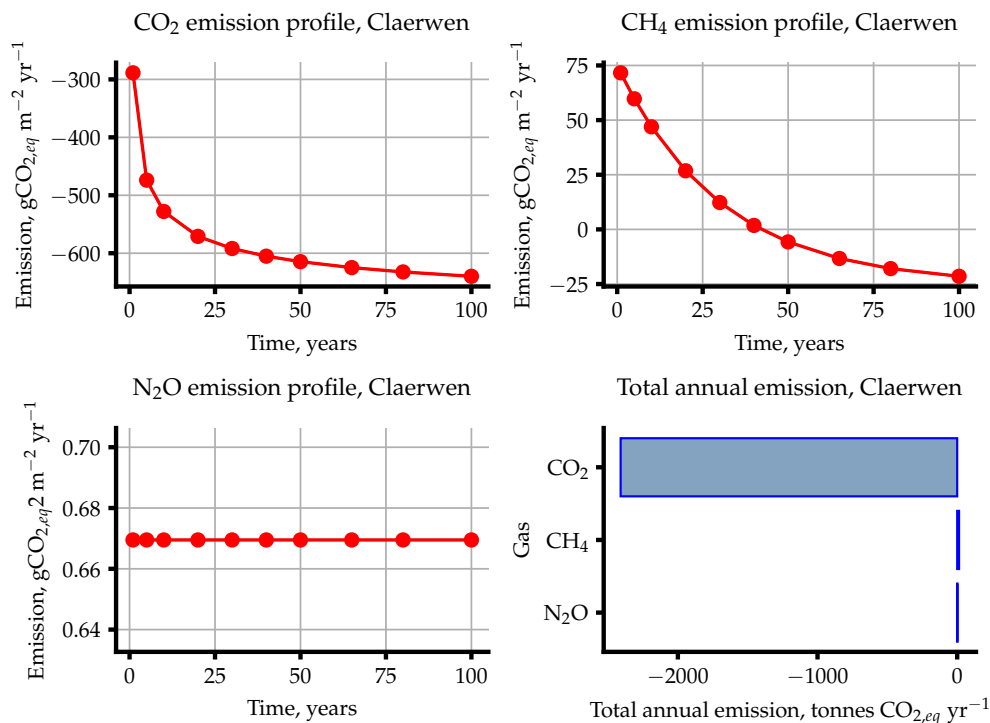 CO₂ emission profile, Claerwen
Emission, gCO₂,eq m⁻² yr⁻¹
−300
−400
−500
−600
0 25 50 75 100
Time, years
CH₄ emission profile, Claerwen
Emission, gCO₂,eq m⁻² yr⁻¹
75
50
25
0
−25
0 25 50 75 100
Time, years
N₂O emission profile, Claerwen
Emission, gCO₂,eq2 m⁻² yr⁻¹
0.70
0.68
0.66
0.64
0 25 50 75 100
Time, years
Total annual emission, Claerwen
Gas
CO₂
CH₄
N₂O
−2000 −1000 0
Total annual emission, tonnes CO₂,eq yr⁻¹